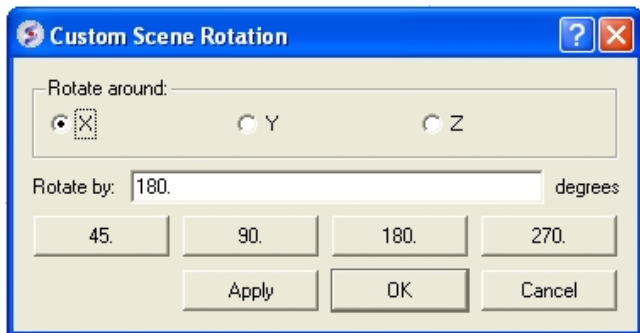 Custom Scene Rotation
Rotate around:
X Y Z
Rotate by: 180. degrees
45. 90. 180. 270.
Apply OK Cancel